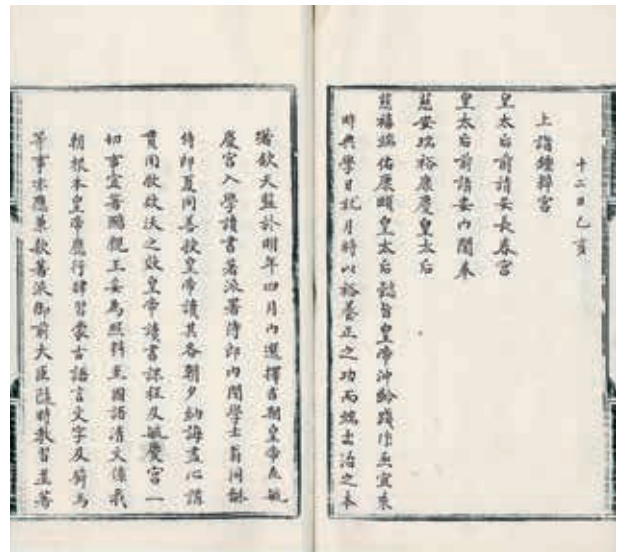 十二日乙亥
上詣鍾粹宮
皇太后前請安長春宮
皇太后前請安內閣奉
慈安端裕康慶皇太后
慈禧端佑康頤皇太后懿旨皇帝沖齡踐阼亟宜乘
時典學日就月將以裕養正之功而端出治之本
著欽天監於明年四月內選擇吉期皇帝在毓
慶宮入學讀書著派署侍郎內閣學士翁同龢
侍郎夏同善授皇帝讀其各朝夕納誨盡心講
貫用收啟沃之效皇帝讀書課程及毓慶宮一
切事宜著醇親王妥為照料至國語清文係我
朝根本皇帝應行肄習蒙古語言文字及騎馬
等事亦應兼敘著派御前大臣隨時教習並著